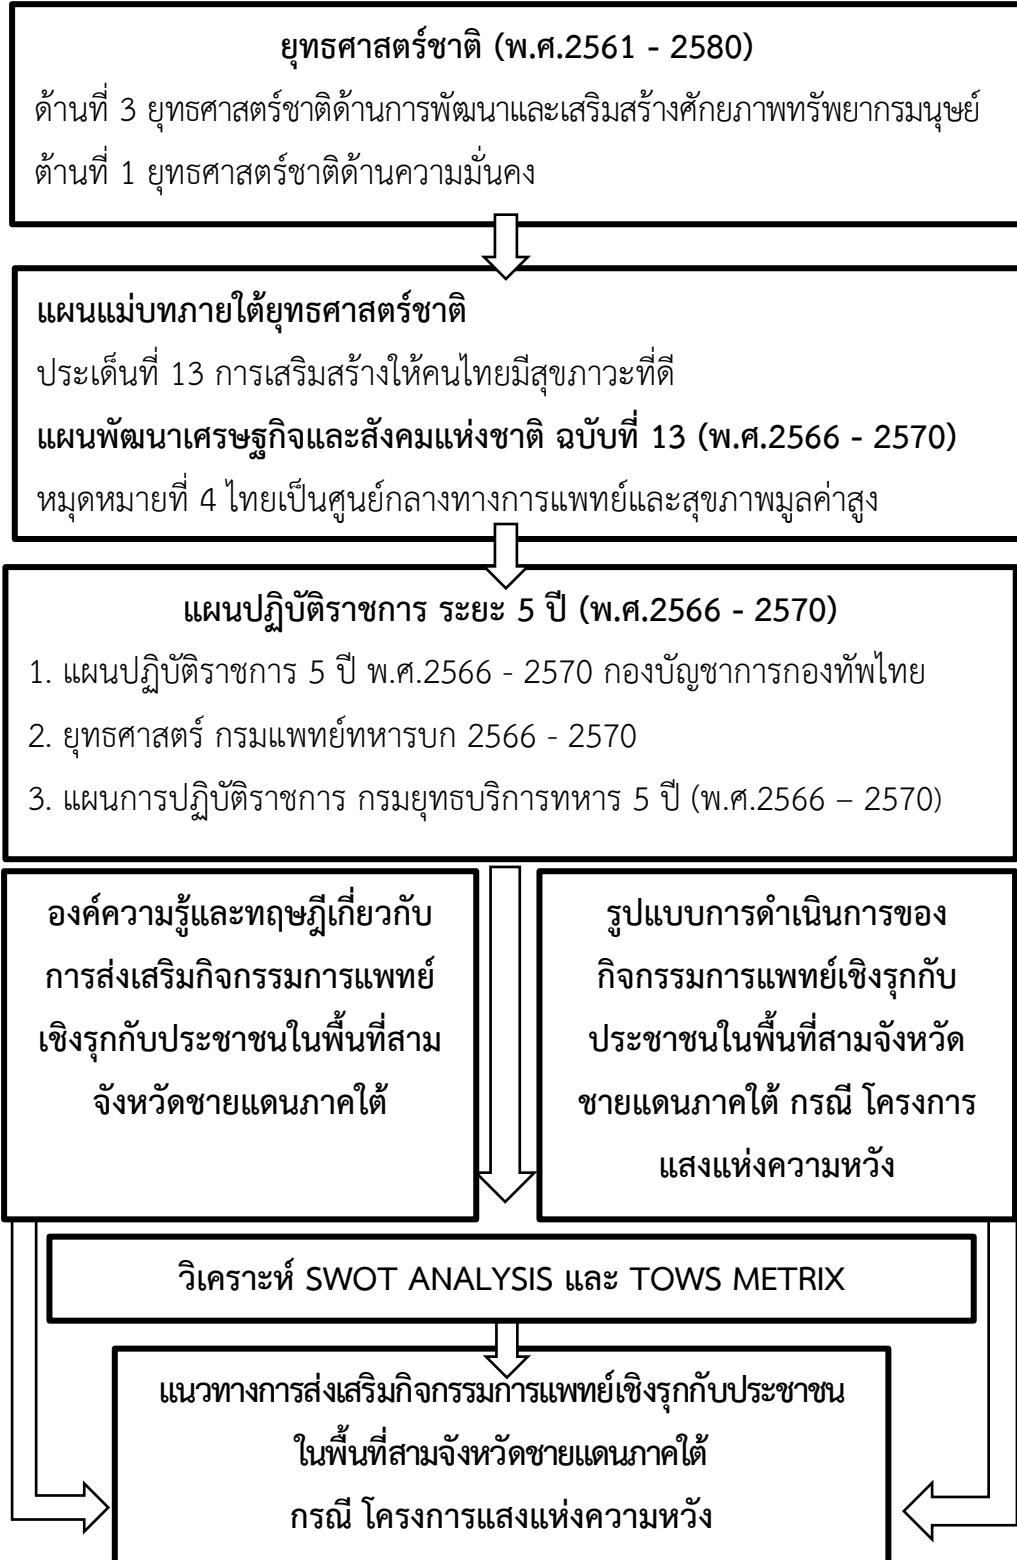 ยุทธศาสตร์ชาติ (พ.ศ.2561 - 2580)
ด้านที่ 3 ยุทธศาสตร์ชาติด้านการพัฒนาและเสริมสร้างศักยภาพทรัพยากรมนุษย์
ต้านที่ 1 ยุทธศาสตร์ชาติด้านความมั่นคง
แผนแม่บทภายใต้ยุทธศาสตร์ชาติ
ประเด็นที่ 13 การเสริมสร้างให้คนไทยมีสุขภาวะที่ดี
แผนพัฒนาเศรษฐกิจและสังคมแห่งชาติ ฉบับที่ 13 (พ.ศ.2566 - 2570)
หมุดหมายที่ 4 ไทยเป็นศูนย์กลางทางการแพทย์และสุขภาพมูลค่าสูง
แผนปฏิบัติราชการ ระยะ 5 ปี (พ.ศ.2566 - 2570)
1. แผนปฏิบัติราชการ 5 ปี พ.ศ.2566 - 2570 กองบัญชาการกองทัพไทย
2. ยุทธศาสตร์ กรมแพทย์ทหารบก 2566 - 2570
3. แผนการปฏิบัติราชการ กรมยุทธบริการทหาร 5 ปี (พ.ศ.2566 – 2570)
องค์ความรู้และทฤษฎีเกี่ยวกับ
การส่งเสริมกิจกรรมการแพทย์
เชิงรุกกับประชาชนในพื้นที่สาม
จังหวัดชายแดนภาคใต้
รูปแบบการดำเนินการของ
กิจกรรมการแพทย์เชิงรุกกับ
ประชาชนในพื้นที่สามจังหวัด
ชายแดนภาคใต้ กรณี โครงการ
แสงแห่งความหวัง
วิเคราะห์ SWOT ANALYSIS และ TOWS METRIX
แนวทางการส่งเสริมกิจกรรมการแพทย์เชิงรุกกับประชาชน
ในพื้นที่สามจังหวัดชายแดนภาคใต้
กรณี โครงการแสงแห่งความหวัง